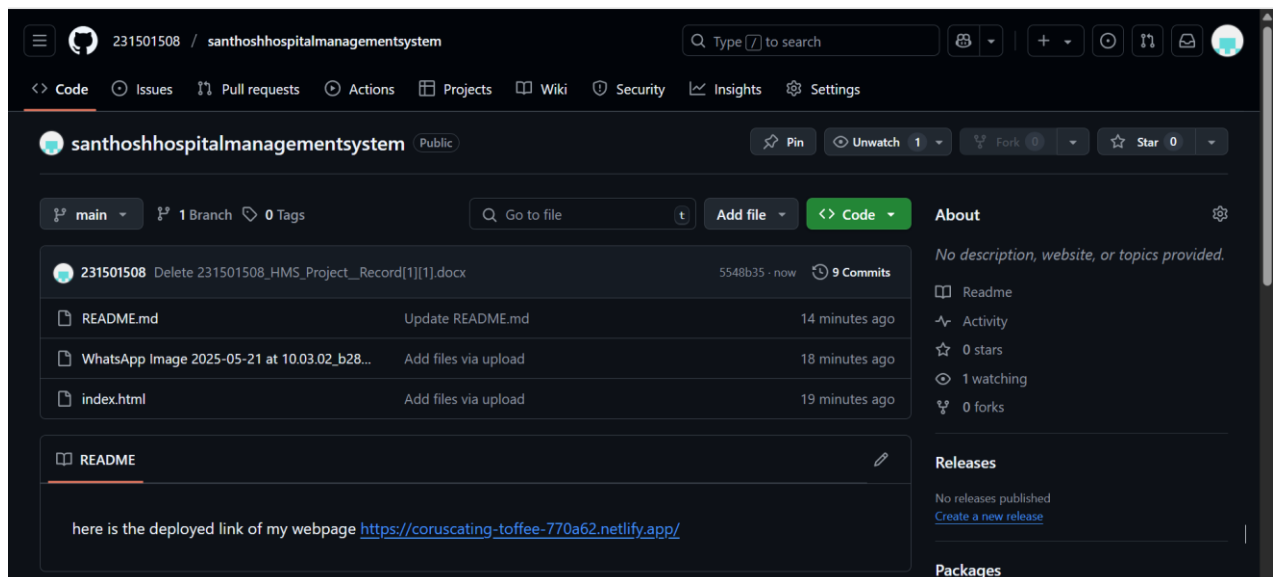 231501508 / santhoshhospitalmanagementsystem Type / to search
Code Issues Pull requests Actions Projects Wiki Security Insights Settings
santhoshhospitalmanagementsystem Public Pin Unwatch 1 Fork 0 Star 0
main 1 Branch 0 Tags Go to file t Add file Code About
No description, website, or topics provided.
231501508 Delete 231501508_HMS_Project__Record[1][1].docx 5548b35 · now 9 Commits
Readme
README.md Update README.md 14 minutes ago
Activity
0 stars
WhatsApp Image 2025-05-21 at 10.03.02_b28... Add files via upload 18 minutes ago
1 watching
index.html Add files via upload 19 minutes ago
0 forks
README
Releases
No releases published
Create a new release
here is the deployed link of my webpage https://coruscating-toffee-770a62.netlify.app/
Packages